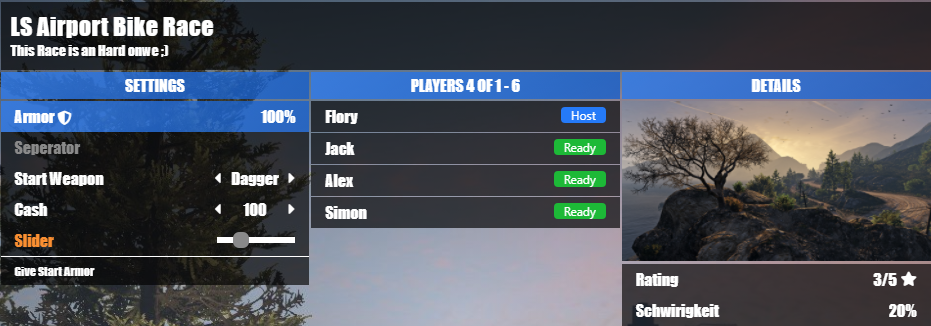 LS Airport Bike Race
This Race is an Hard onwe ;)
SETTINGS
Armor 100%
Seperator
Start Weapon Dagger
Cash 100
Slider
Give Start Armor
PLAYERS 4 OF 1 - 6
Flory Host
Jack Ready
Alex Ready
Simon Ready
DETAILS
Rating 3/5
Schwirigkeit 20%